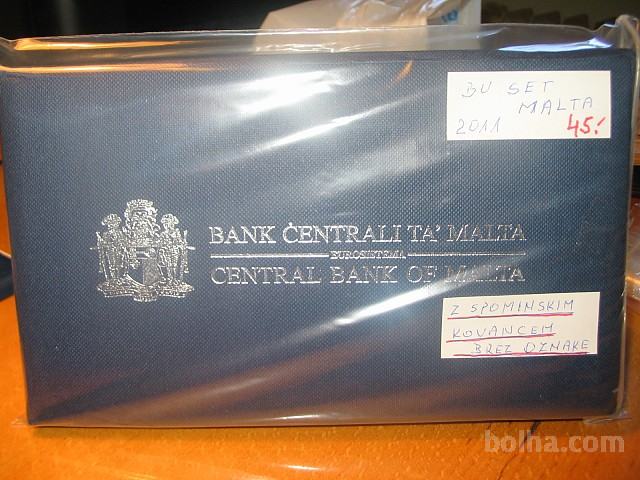 BU SET
MALTA
2011 45.-
BANK ĊENTRALI TA' MALTA
EUROSISTEMA
CENTRAL BANK OF MALTA
Z SPOMINSKIM
KOVANCEM
BREZ OZNAKE
bolha.com